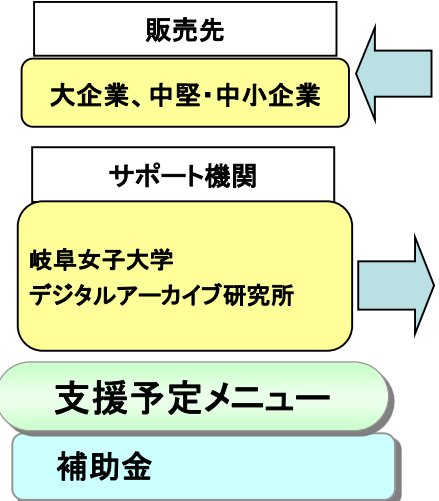 販売先
大企業、中堅・中小企業
サポート機関
岐阜女子大学
デジタルアーカイブ研究所
支援予定メニュー
補助金